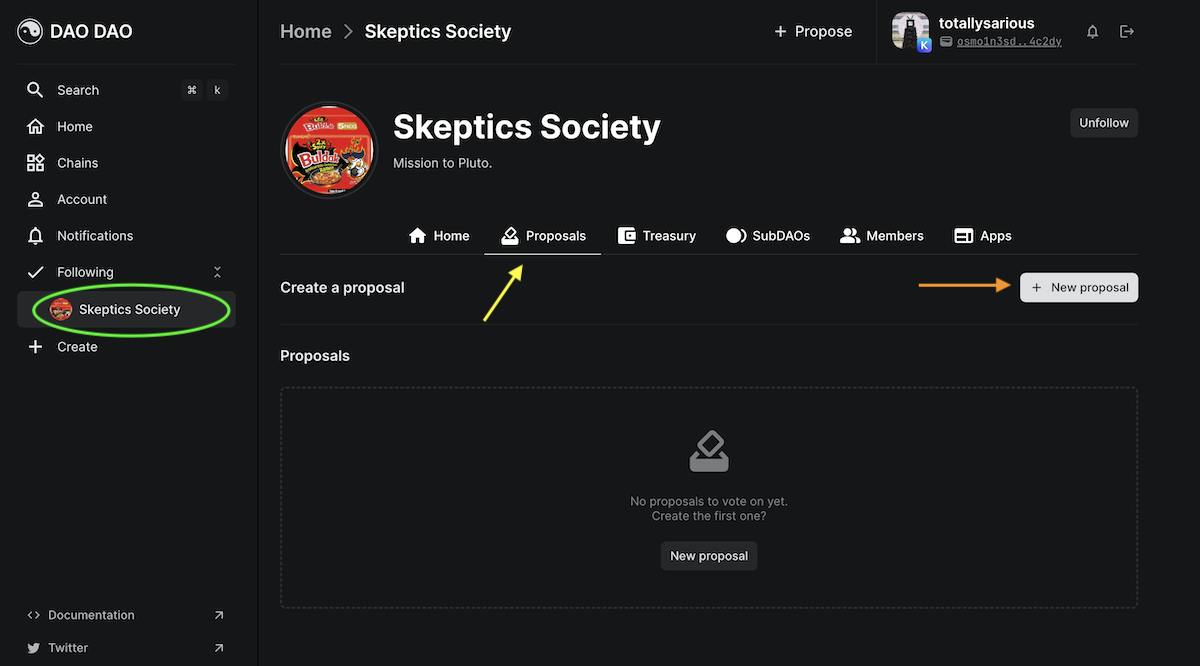 DAO DAO
Search
⌘ k
Home
Chains
Account
Notifications
Following
Skeptics Society
Create
Documentation
Twitter
Home > Skeptics Society
+ Propose
totallysarious
K
osmo1n3sd..4c2dy
Buldak
Skeptics Society
Mission to Pluto.
Unfollow
Home
Proposals
Treasury
SubDAOs
Members
Apps
Create a proposal
+ New proposal
Proposals
No proposals to vote on yet.
Create the first one?
New proposal